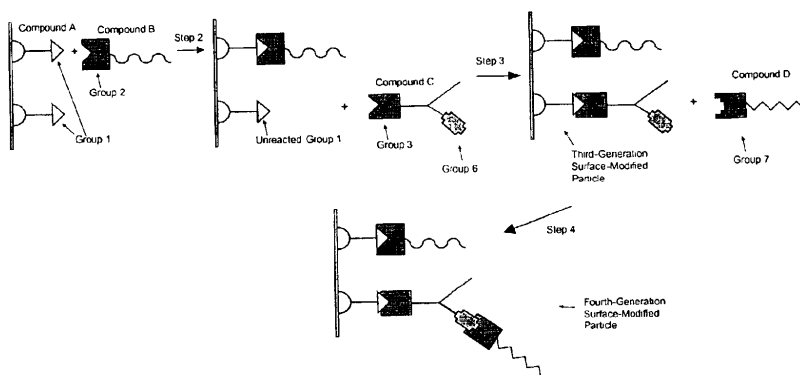 Compound A
Compound B
Group 2
Group 1
Step 2
Unreacted Group 1
Compound C
Group 3
Group 6
Step 3
Third-Generation
Surface-Modified
Particle
Compound D
Group 7
Step 4
Fourth-Generation
Surface-Modified
Particle